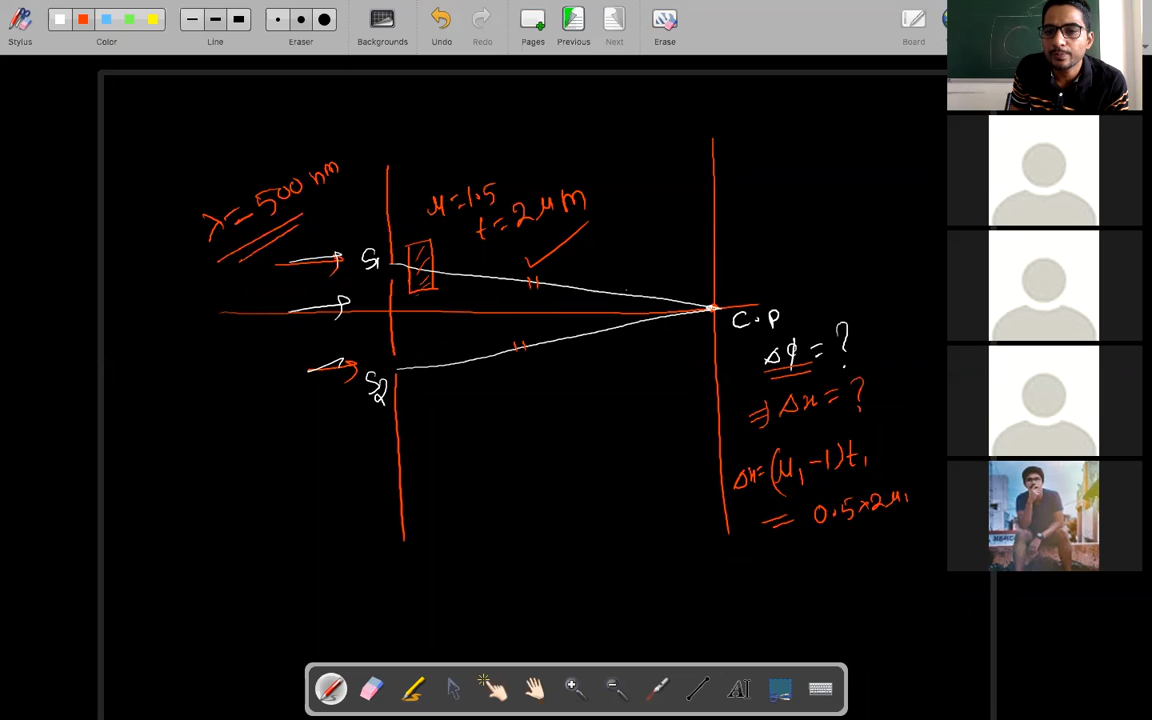 Stylus
Color
Line
Eraser
Backgrounds
Undo
Redo
Pages
Previous
Next
Erase
Board
λ = 500 nm
μ = 1.5
t = 2 μm
S1
S2
C.P
Δφ = ?
⇒ Δx = ?
Δx = (μ1 - 1) t1
= 0.5 × 2 μ